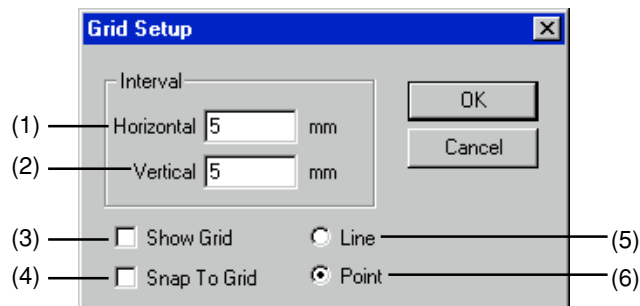 Grid Setup
Interval
(1) Horizontal 5 mm
(2) Vertical 5 mm
OK
Cancel
(3) Show Grid Line (5)
(4) Snap To Grid Point (6)